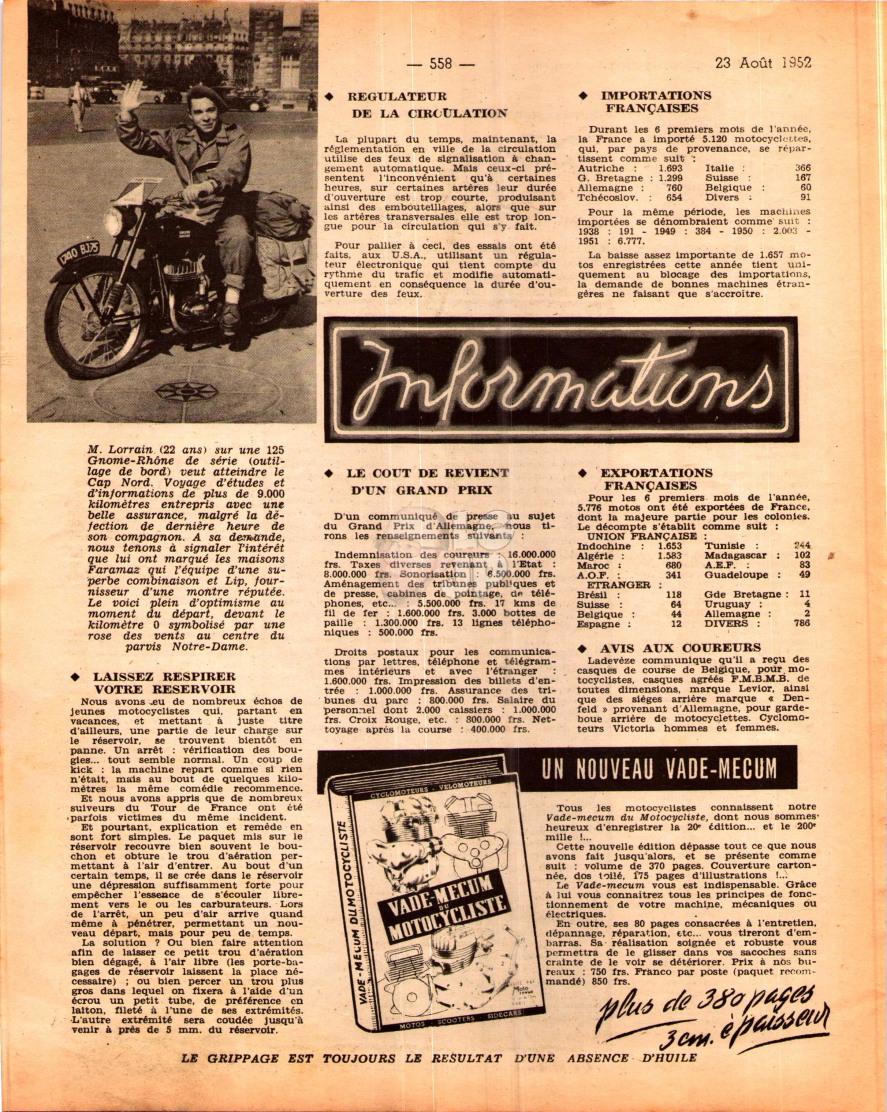 — 558 —
23 Août 1952
1740 BJ75
M. Lorrain (22 ans) sur une 125
Gnome-Rhône de série (outil-
lage de bord) veut atteindre le
Cap Nord. Voyage d'études et
d'informations de plus de 9.000
kilomètres entrepris avec une
belle assurance, malgré la dé-
fection de dernière heure de
son compagnon. A sa demande,
nous tenons à signaler l'intérêt
que lui ont marqué les maisons
Faramaz qui l'équipe d'une su-
perbe combinaison et Lip, four-
nisseur d'une montre réputée.
Le voici plein d'optimisme au
moment du départ, devant le
kilomètre 0 symbolisé par une
rose des vents au centre du
parvis Notre-Dame.
◆ LAISSEZ RESPIRER
VOTRE RESERVOIR
Nous avons eu de nombreux échos de
jeunes motocyclistes qui, partant en
vacances, et mettant à juste titre
d'ailleurs, une partie de leur charge sur
le réservoir, se trouvent bientôt en
panne. Un arrêt : vérification des bou-
gies... tout semble normal. Un coup de
kick : la machine repart comme si rien
n'était, mais au bout de quelques kilo-
mètres la même comédie recommence.
Et nous avons appris que de nombreux
suiveurs du Tour de France ont été
parfois victimes du même incident.
Et pourtant, explication et remède en
sont fort simples. Le paquet mis sur le
réservoir recouvre bien souvent le bou-
chon et obture le trou d'aération per-
mettant à l'air d'entrer. Au bout d'un
certain temps, il se crée dans le réservoir
une dépression suffisamment forte pour
empêcher l'essence de s'écouler libre-
ment vers le ou les carburateurs. Lors
de l'arrêt, un peu d'air arrive quand
même à pénétrer, permettant un nou-
veau départ, mais pour peu de temps.
La solution ? Ou bien faire attention
afin de laisser ce petit trou d'aération
bien dégagé, à l'air libre (les porte-ba-
gages de réservoir laissent la place né-
cessaire) ; ou bien percer un trou plus
gros dans lequel on fixera à l'aide d'un
écrou un petit tube, de préférence en
laiton, fileté à l'une de ses extrémités.
L'autre extrémité sera coudée jusqu'à
venir à près de 5 mm. du réservoir.
◆ REGULATEUR
DE LA CIRCULATION
La plupart du temps, maintenant, la
réglementation en ville de la circulation
utilise des feux de signalisation à chan-
gement automatique. Mais ceux-ci pré-
sentent l'inconvénient qu'à certaines
heures, sur certaines artères leur durée
d'ouverture est trop courte, produisant
ainsi des embouteillages, alors que sur
les artères transversales elle est trop lon-
gue pour la circulation qui s'y fait.
Pour pallier à ceci, des essais ont été
faits, aux U.S.A., utilisant un régula-
teur électronique qui tient compte du
rythme du trafic et modifie automati-
quement en conséquence la durée d'ou-
verture des feux.
◆ IMPORTATIONS
FRANÇAISES
Durant les 6 premiers mois de l'année,
la France a importé 5.120 motocyclettes,
qui, par pays de provenance, se répar-
tissent comme suit :
Autriche : 1.693 Italie : 366
G. Bretagne : 1.299 Suisse : 167
Allemagne : 760 Belgique : 60
Tchécoslov. : 654 Divers : 91
Pour la même période, les machines
importées se dénombraient comme suit :
1938 : 191 - 1949 : 384 - 1950 : 2.003 -
1951 : 6.777.
La baisse assez importante de 1.657 mo-
tos enregistrées cette année tient uni-
quement au blocage des importations,
la demande de bonnes machines étran-
gères ne faisant que s'accroître.
Informations
◆ LE COUT DE REVIENT
D'UN GRAND PRIX
D'un communiqué de presse au sujet
du Grand Prix d'Allemagne, nous ti-
rons les renseignements suivants :
Indemnisation des coureurs : 16.000.000
frs. Taxes diverses revenant à l'Etat :
8.000.000 frs. Sonorisation : 6.500.000 frs.
Aménagement des tribunes publiques et
de presse, cabines de pointage, de télé-
phones, etc... : 5.500.000 frs. 17 kms de
fil de fer : 1.600.000 frs. 3.000 bottes de
paille : 1.300.000 frs. 13 lignes télépho-
niques : 500.000 frs.
Droits postaux pour les communica-
tions par lettres, téléphone et télégram-
mes intérieurs et avec l'étranger :
1.600.000 frs. Impression des billets d'en-
trée : 1.000.000 frs. Assurance des tri-
bunes du parc : 800.000 frs. Salaire du
personnel dont 2.000 caissiers : 1.000.000
frs. Croix Rouge, etc. : 800.000 frs. Net-
toyage après la course : 400.000 frs.
◆ EXPORTATIONS
FRANÇAISES
Pour les 6 premiers mois de l'année,
5.776 motos ont été exportées de France,
dont la majeure partie pour les colonies.
Le décompte s'établit comme suit :
UNION FRANÇAISE :
Indochine : 1.653 Tunisie : 244
Algérie : 1.583 Madagascar : 102
Maroc : 680 A.E.F. : 83
A.O.F. : 341 Guadeloupe : 49
ETRANGER :
Brésil : 118 Gde Bretagne : 11
Suisse : 64 Uruguay : 4
Belgique : 44 Allemagne : 2
Espagne : 12 DIVERS : 786
◆ AVIS AUX COUREURS
Ladevèze communique qu'il a reçu des
casques de course de Belgique, pour mo-
tocyclistes, casques agréés F.M.B.M.B. de
toutes dimensions, marque Levior, ainsi
que des sièges arrière marque « Den-
feld » provenant d'Allemagne, pour garde-
boue arrière de motocyclettes. Cyclomo-
teurs Victoria hommes et femmes.
UN NOUVEAU VADE-MECUM
CYCLOMOTEURS - VELOMOTEURS
VADE-MECUM DU MOTOCYCLISTE
VADE-MECUM
DU
MOTOCYCLISTE
Moto
MOTOS - SCOOTERS - SIDECARS
Tous les motocyclistes connaissent notre
Vade-mecum du Motocycliste, dont nous sommes
heureux d'enregistrer la 20e édition... et le 200e
mille !...
Cette nouvelle édition dépasse tout ce que nous
avons fait jusqu'alors, et se présente comme
suit : volume de 370 pages. Couverture carton-
née, dos toilé, 175 pages d'illustrations !...
Le Vade-mecum vous est indispensable. Grâce
à lui vous connaîtrez tous les principes de fonc-
tionnement de votre machine, mécaniques ou
électriques.
En outre, ses 80 pages consacrées à l'entretien,
dépannage, réparation, etc... vous tireront d'em-
barras. Sa réalisation soignée et robuste vous
permettra de le glisser dans vos sacoches sans
crainte de le voir se détériorer. Prix à nos bu-
reaux : 750 frs. Franco par poste (paquet recom-
mandé) 850 frs.
plus de 380 pages
3 cm. épaisseur
LE GRIPPAGE EST TOUJOURS LE RESULTAT D'UNE ABSENCE D'HUILE